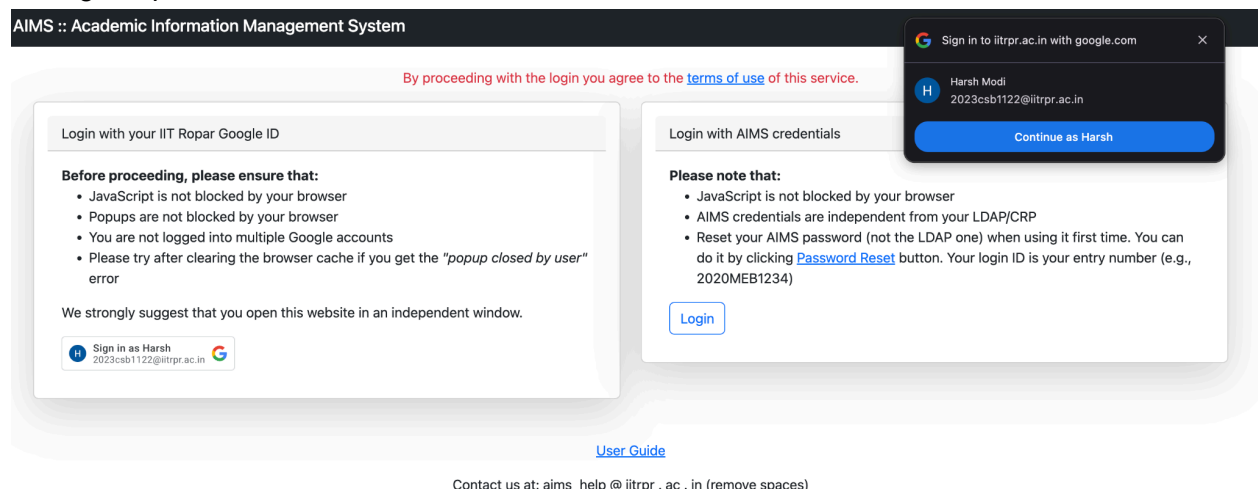 AIMS :: Academic Information Management System
Sign in to iitrpr.ac.in with google.com
Harsh Modi
2023csb1122@iitrpr.ac.in
Continue as Harsh
By proceeding with the login you agree to the terms of use of this service.
Login with your IIT Ropar Google ID
Before proceeding, please ensure that:
• JavaScript is not blocked by your browser
• Popups are not blocked by your browser
• You are not logged into multiple Google accounts
• Please try after clearing the browser cache if you get the "popup closed by user"
error
We strongly suggest that you open this website in an independent window.
Sign in as Harsh
2023csb1122@iitrpr.ac.in
Login with AIMS credentials
Please note that:
• JavaScript is not blocked by your browser
• AIMS credentials are independent from your LDAP/CRP
• Reset your AIMS password (not the LDAP one) when using it first time. You can
do it by clicking Password Reset button. Your login ID is your entry number (e.g.,
2020MEB1234)
Login
User Guide
Contact us at: aims_help @ iitrpr . ac . in (remove spaces)